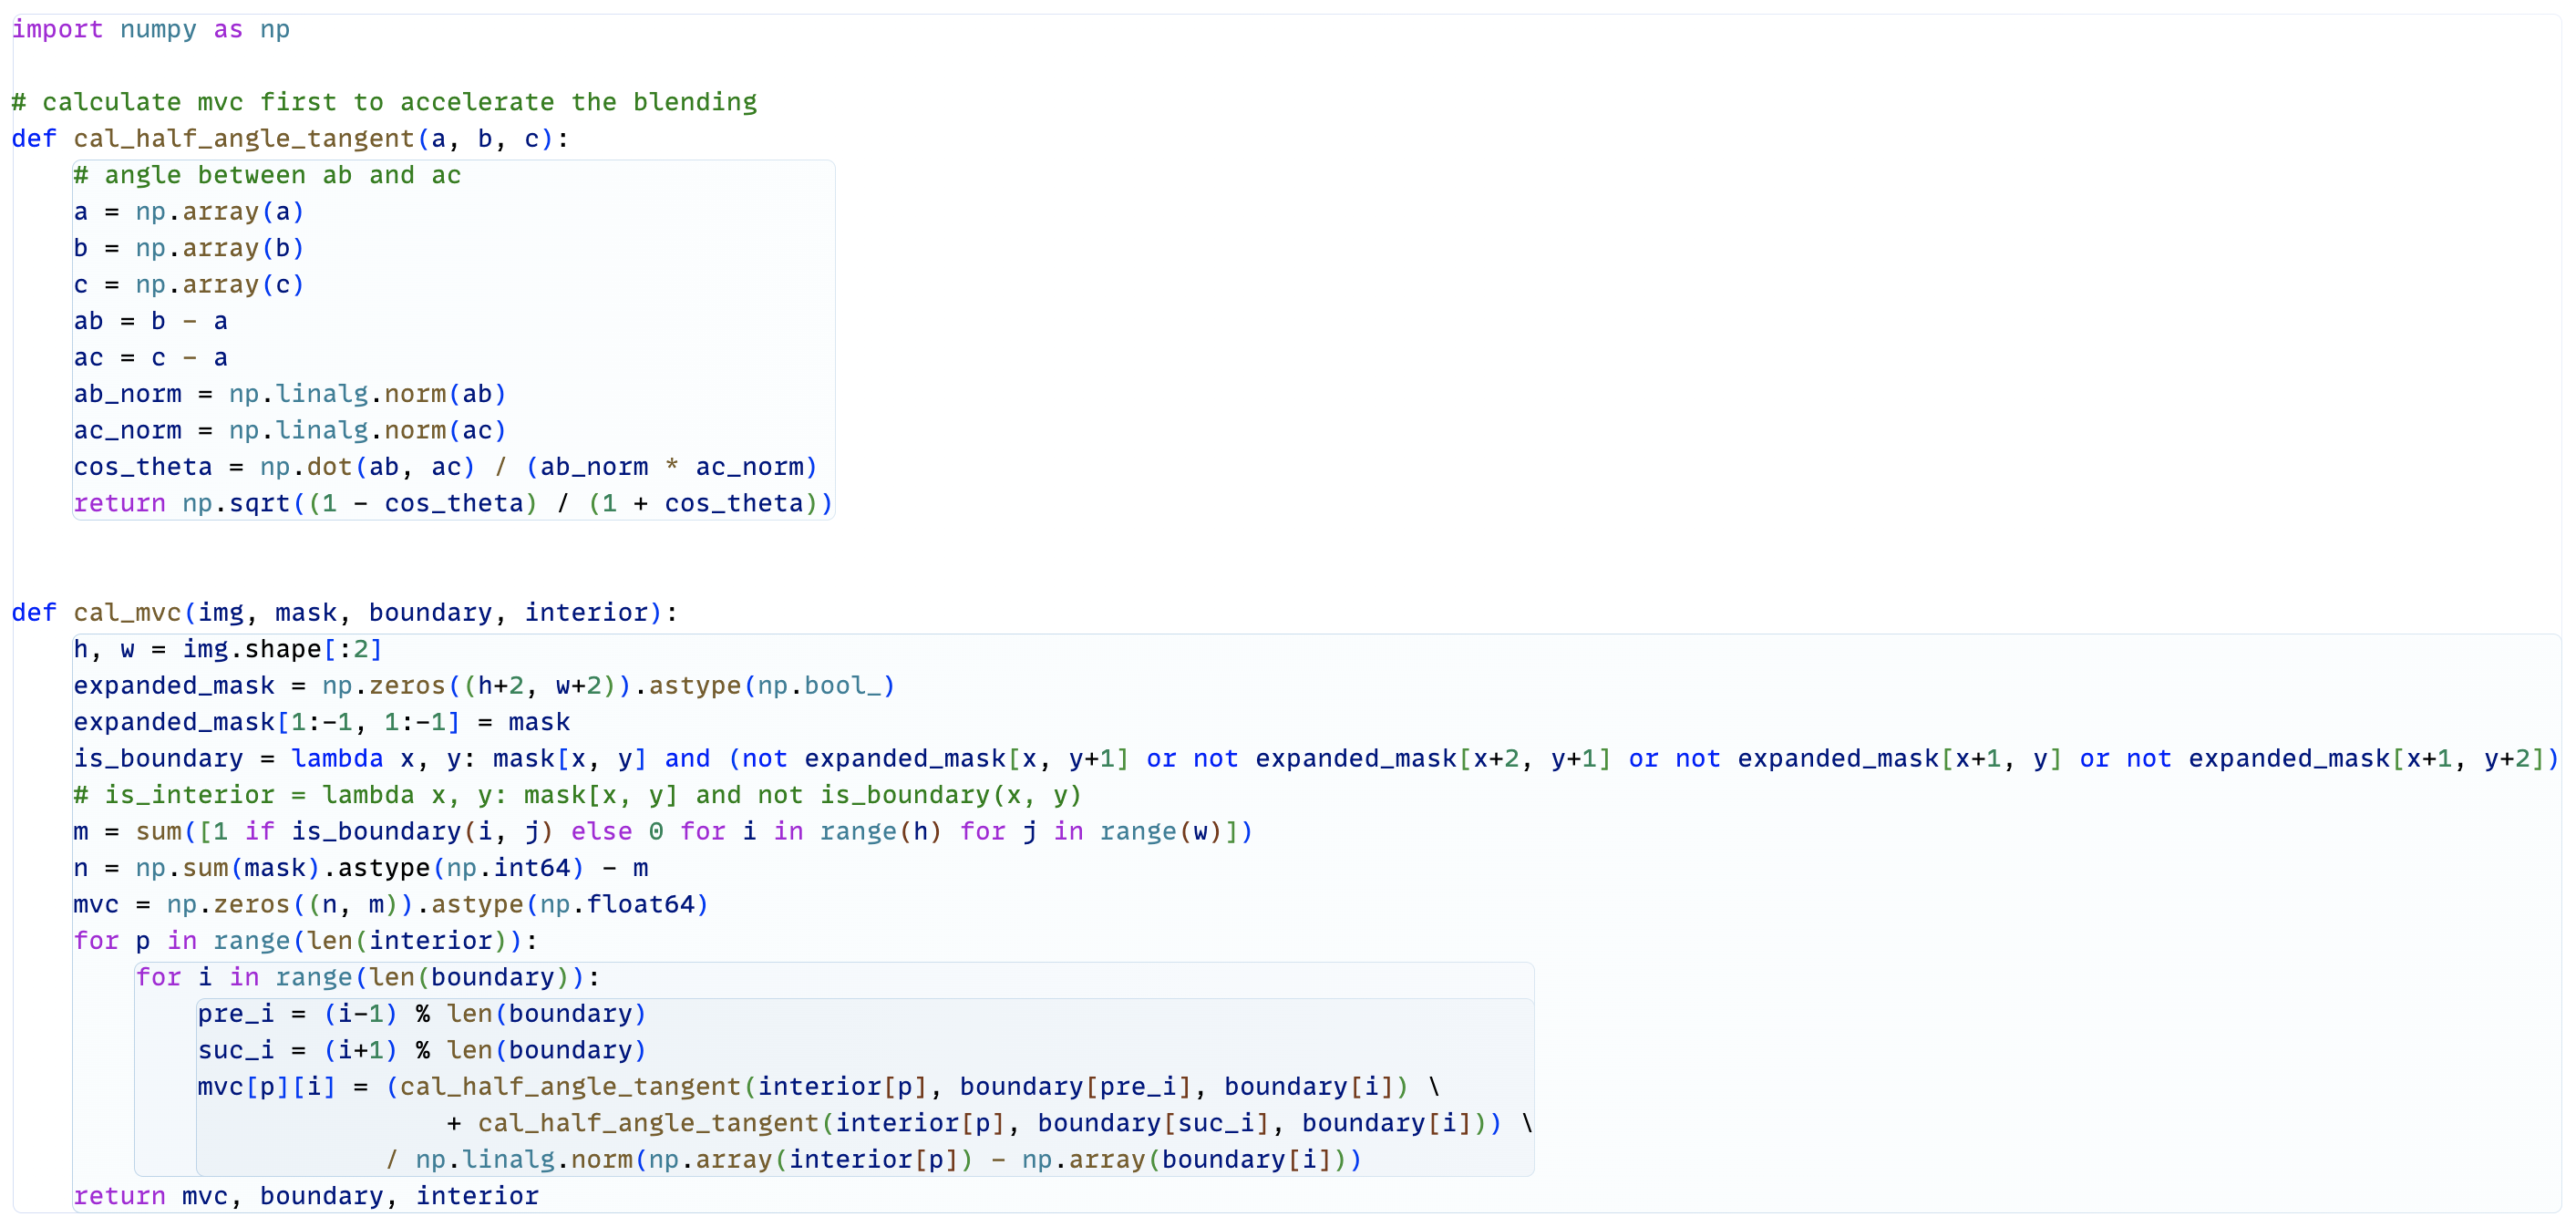 import numpy as np

# calculate mvc first to accelerate the blending
def cal_half_angle_tangent(a, b, c):
    # angle between ab and ac
    a = np.array(a)
    b = np.array(b)
    c = np.array(c)
    ab = b - a
    ac = c - a
    ab_norm = np.linalg.norm(ab)
    ac_norm = np.linalg.norm(ac)
    cos_theta = np.dot(ab, ac) / (ab_norm * ac_norm)
    return np.sqrt((1 - cos_theta) / (1 + cos_theta))


def cal_mvc(img, mask, boundary, interior):
    h, w = img.shape[:2]
    expanded_mask = np.zeros((h+2, w+2)).astype(np.bool_)
    expanded_mask[1:-1, 1:-1] = mask
    is_boundary = lambda x, y: mask[x, y] and (not expanded_mask[x, y+1] or not expanded_mask[x+2, y+1] or not expanded_mask[x+1, y] or not expanded_mask[x+1, y+2])
    # is_interior = lambda x, y: mask[x, y] and not is_boundary(x, y)
    m = sum([1 if is_boundary(i, j) else 0 for i in range(h) for j in range(w)])
    n = np.sum(mask).astype(np.int64) - m
    mvc = np.zeros((n, m)).astype(np.float64)
    for p in range(len(interior)):
        for i in range(len(boundary)):
            pre_i = (i-1) % len(boundary)
            suc_i = (i+1) % len(boundary)
            mvc[p][i] = (cal_half_angle_tangent(interior[p], boundary[pre_i], boundary[i]) \
                            + cal_half_angle_tangent(interior[p], boundary[suc_i], boundary[i])) \
                        / np.linalg.norm(np.array(interior[p]) - np.array(boundary[i]))
    return mvc, boundary, interior